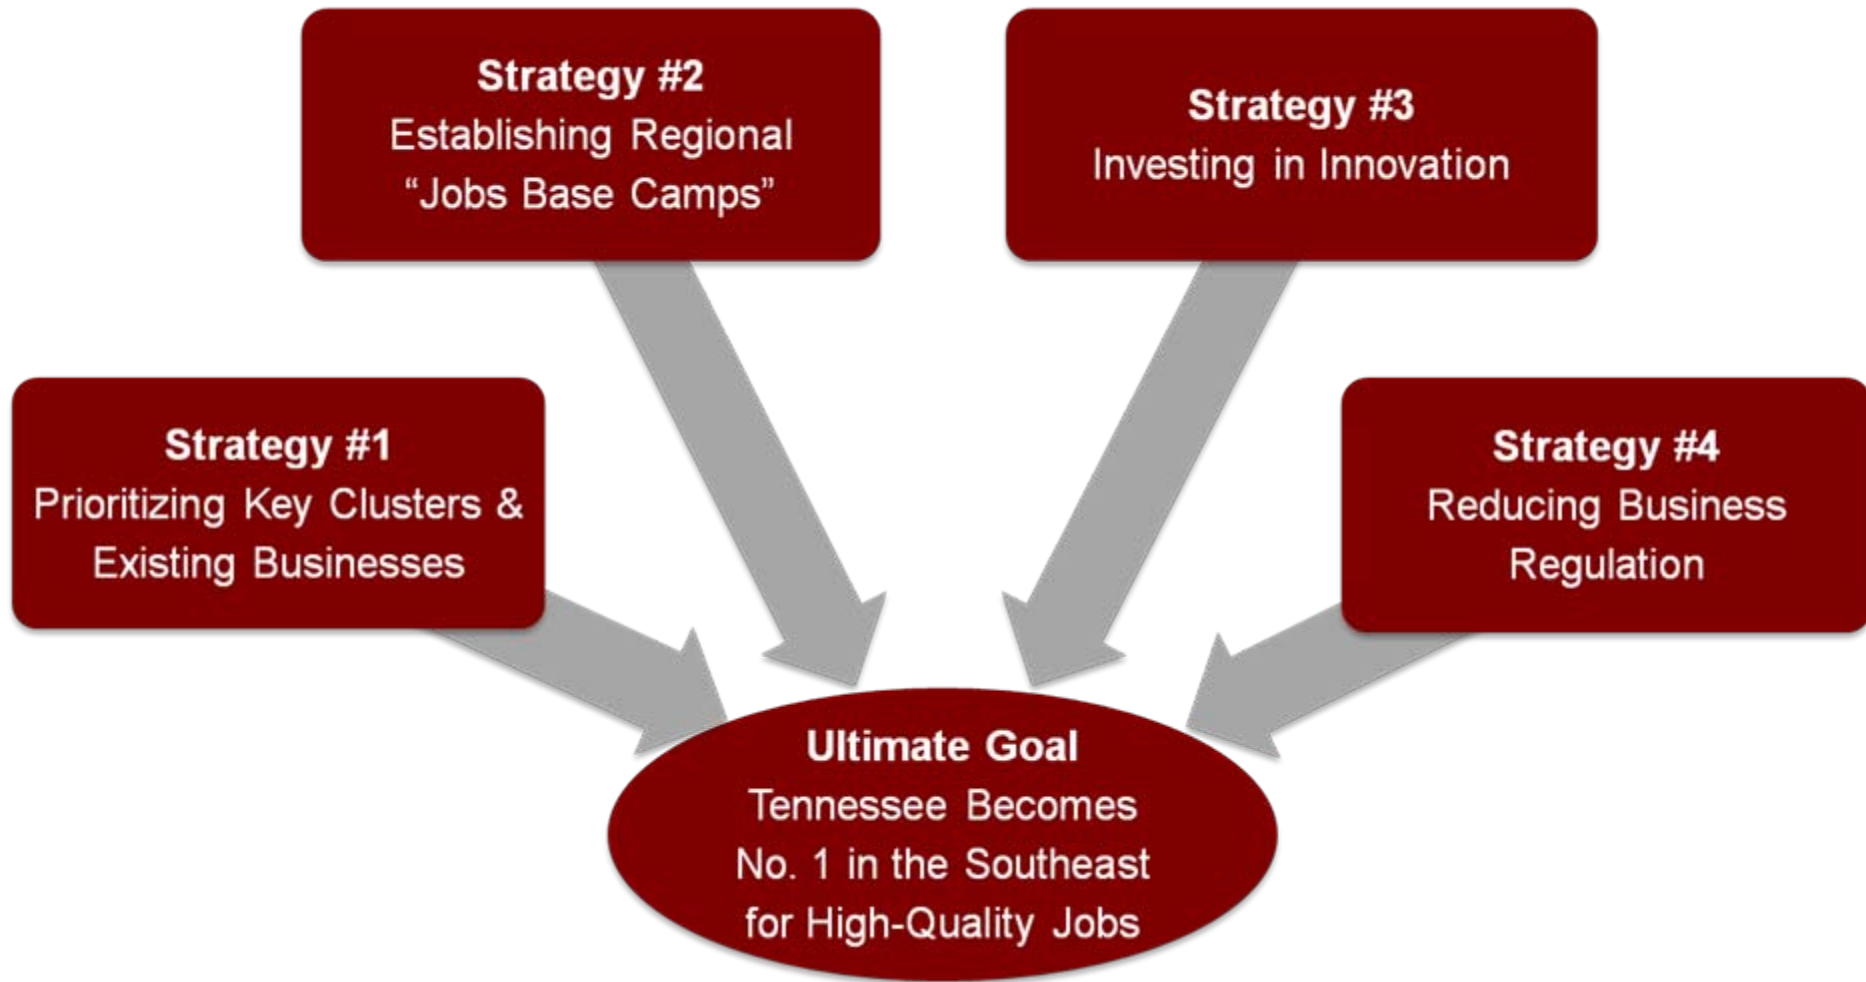 Strategy #2
Establishing Regional
“Jobs Base Camps”
Strategy #3
Investing in Innovation
Strategy #1
Prioritizing Key Clusters &
Existing Businesses
Strategy #4
Reducing Business
Regulation
Ultimate Goal
Tennessee Becomes
No. 1 in the Southeast
for High-Quality Jobs